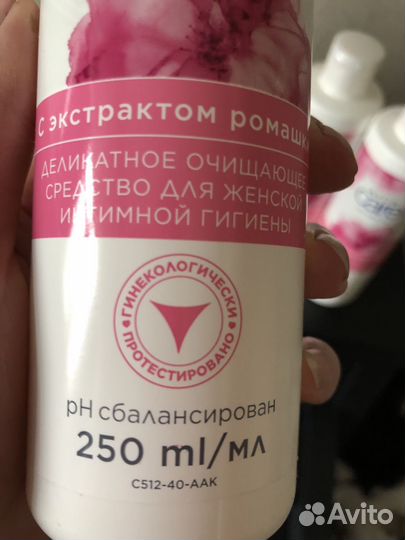 С экстрактом ромашки
ДЕЛИКАТНОЕ ОЧИЩАЮЩЕЕ
СРЕДСТВО ДЛЯ ЖЕНСКОЙ
ИНТИМНОЙ ГИГИЕНЫ
ГИНЕКОЛОГИЧЕСКИ
ПРОТЕСТИРОВАНО
pH сбалансирован
250 ml/мл
C512-40-AAK
Avito